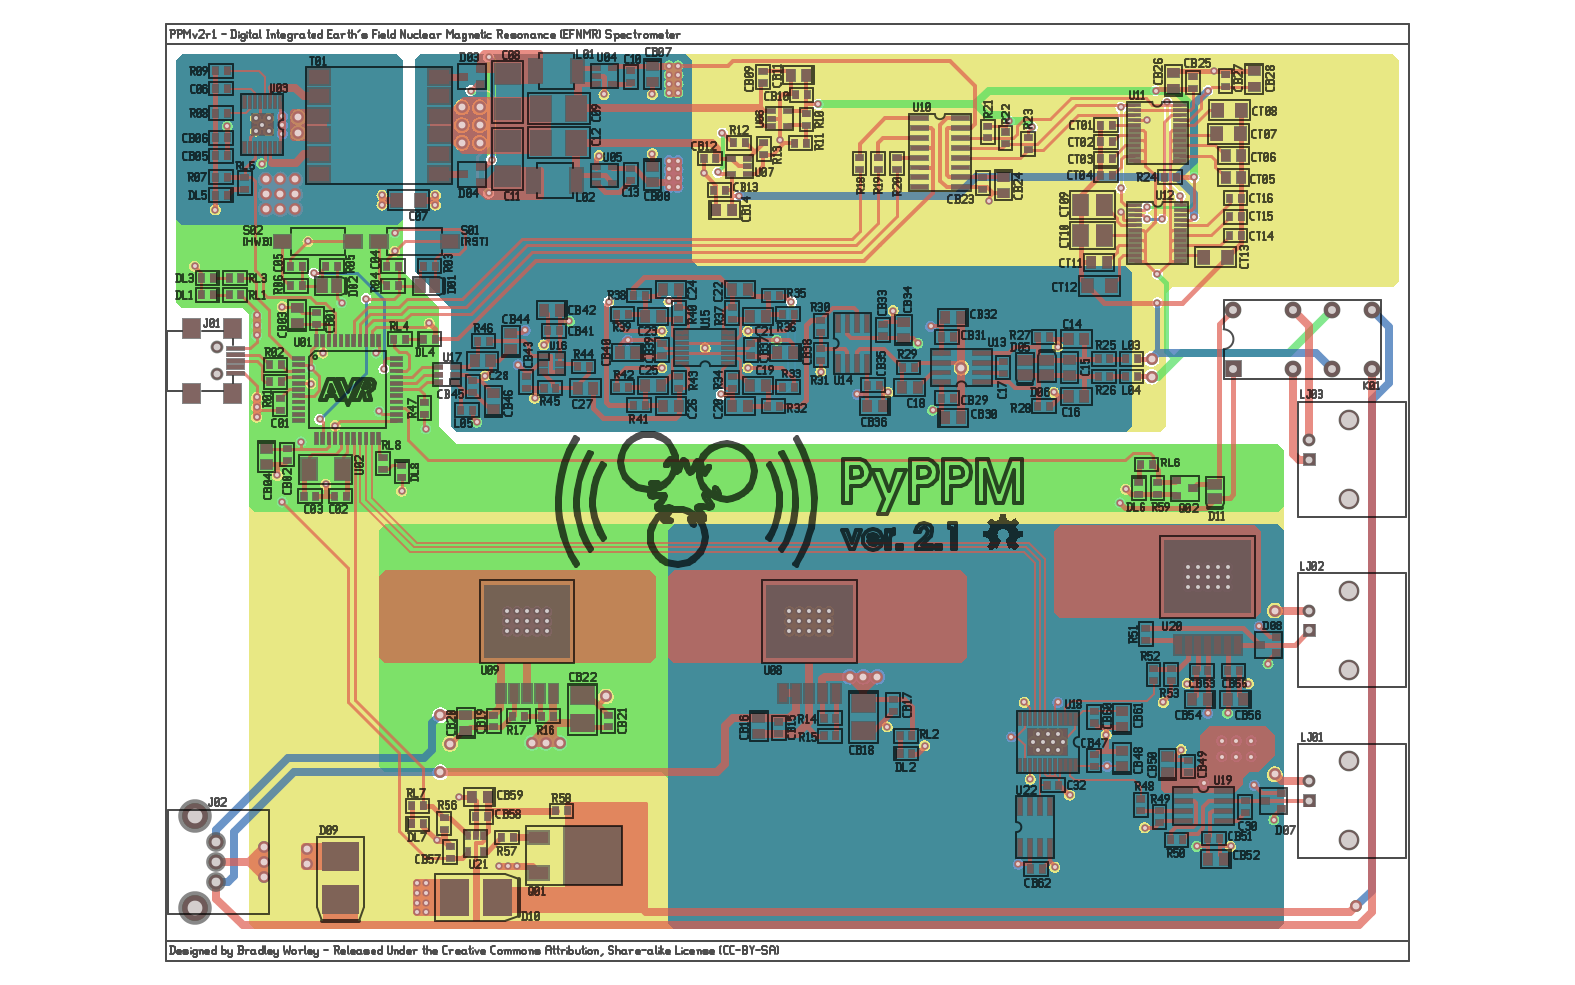 PPMv2r1 - Digital Integrated Earth's Field Nuclear Magnetic Resonance (EFNMR) Spectrometer
R09
C06
R08
CB06
CB05
R07
DL5
RL5
U03
T01
D03
C08
L01
U04
C10
CB07
C09
C12
D04
C11
L02
U05
C13
CB08
C07
CB09
CB11
CB10
U06
R10
R11
R12
R13
CB12
U07
CB13
CB14
U10
R18
R19
R20
R21
R22
R23
CB23
CB24
CB26
CB25
CB27
CB28
U11
CT01
CT02
CT03
CT04
CT08
CT07
CT06
CT05
R24
U12
CT09
CT10
CT11
CT12
CT16
CT15
CT14
CT13
S02
[HWB]
S01
[RST]
C05
R06
R05
D02
C04
R04
R03
D01
DL3
RL3
DL1
RL1
CB03
CB01
J01
U01
R02
R01
C01
AVR
RL4
DL4
U17
R47
R46
CB44
CB45
C28
CB46
L05
CB42
CB41
CB43
U16
R44
R45
C27
R38
R39
C24
C23
R40
CB40
CB39
C25
R42
R41
R43
C26
U15
C22
R37
C21
R35
R36
CB37
CB38
C19
R34
C20
R33
R32
R30
R31
U14
CB33
CB34
CB35
CB36
R29
C18
CB32
CB31
U13
CB29
CB30
C17
R27
D05
D06
R28
C14
C15
C16
R25
R26
L03
L04
K01
LJ03
CB04
CB02
C03
C02
U02
RL8
DL8
PyPPM
ver. 2.1
RL6
DL6
R59
Q02
D11
LJ02
U09
CB22
CB20
CB19
R17
R16
CB21
U08
CB16
CB15
R14
R15
CB18
CB17
RL2
DL2
R51
U20
D08
R52
R53
CB53
CB55
CB54
CB56
U18
CB60
CB61
CB47
CB48
C32
CB50
CB49
U19
R48
R49
R50
C30
CB51
CB52
D07
LJ01
U22
CB62
J02
D09
RL7
DL7
R56
CB59
CB58
CB57
U21
R57
R58
Q01
D10
Designed by Bradley Worley - Released Under the Creative Commons Attribution, Share-alike License (CC-BY-SA)